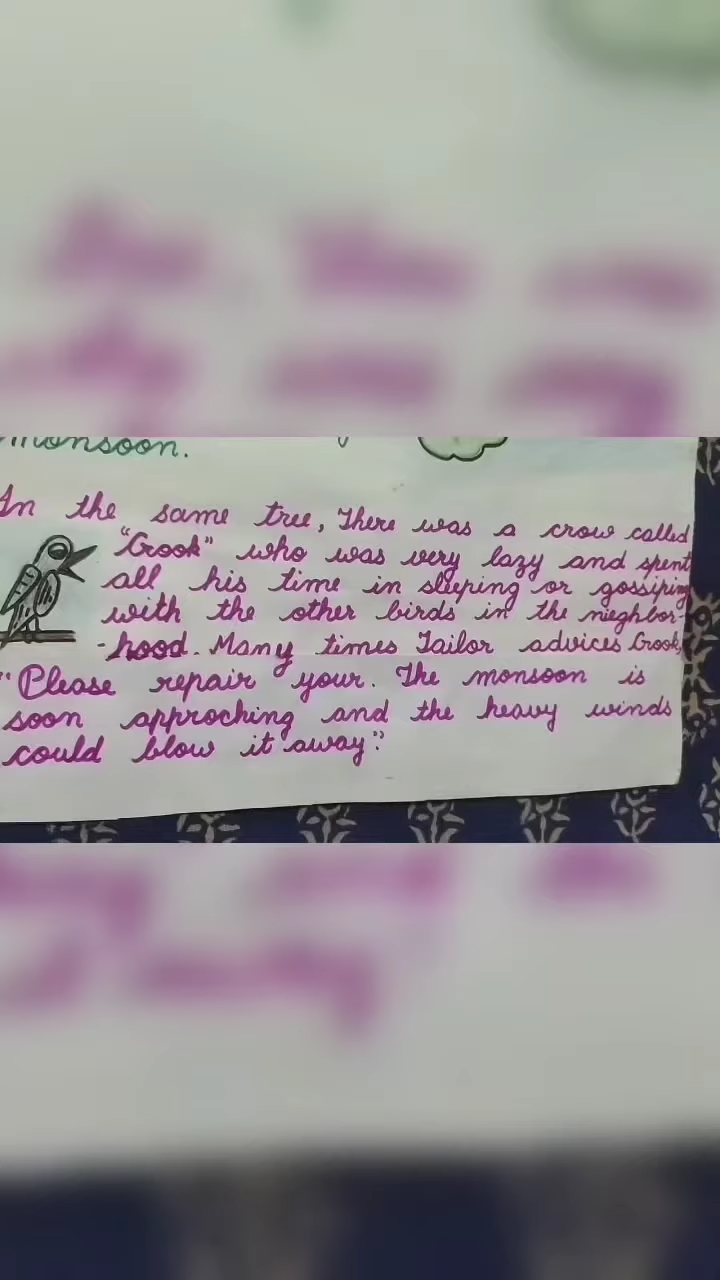 monsoon.
In the same tree, There was a crow called
"Crook" who was very lazy and spent
all his time in sleeping or gossiping
with the other birds in the nieghbor-
-hood. Many times Tailor advices Crook,
"Please repair your. The monsoon is
soon approching and the heavy winds
could blow it away"